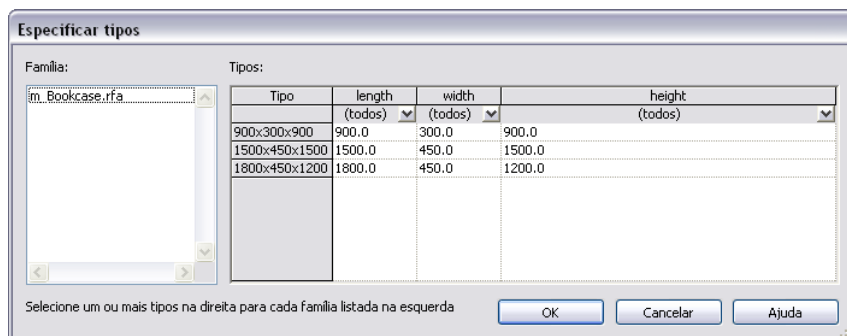 Especificar tipos
Família: Tipos:
m_Bookcase.rfa
Tipo length width height
(todos) (todos) (todos)
900x300x900 900.0 300.0 900.0
1500x450x1500 1500.0 450.0 1500.0
1800x450x1200 1800.0 450.0 1200.0
Selecione um ou mais tipos na direita para cada família listada na esquerda OK Cancelar Ajuda